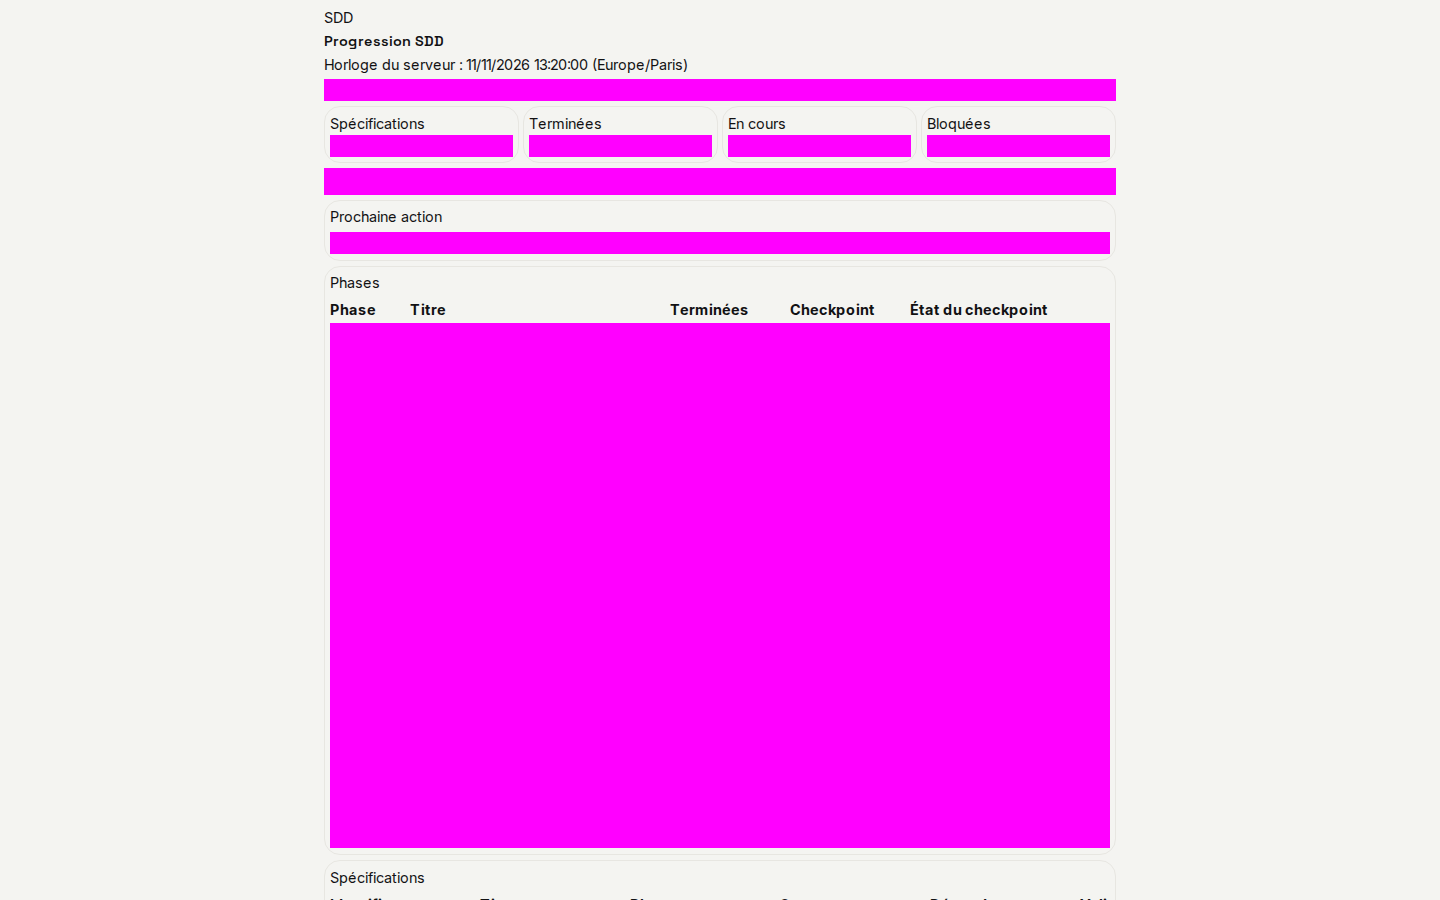 SDD
Progression SDD
Horloge du serveur : 11/11/2026 13:20:00 (Europe/Paris)
Spécifications Terminées En cours Bloquées
Prochaine action
Phases
Phase Titre Terminées Checkpoint État du checkpoint
Spécifications